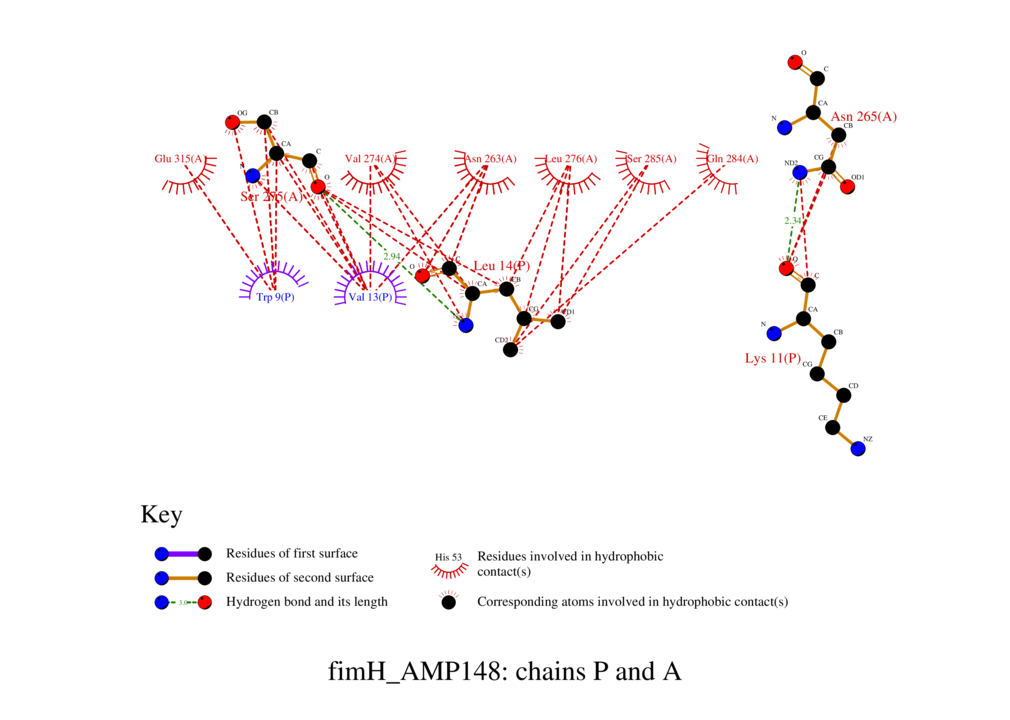 O
C
CA
Asn 265(A)
N
CB
ND2
CG
OD1
OG
CB
CA
C
N
O
Ser 275(A)
Glu 315(A)
Val 274(A)
Asn 263(A)
Leu 276(A)
Ser 285(A)
Gln 284(A)
2.94
2.34
Trp 9(P)
Val 13(P)
O
C
Leu 14(P)
CA
CB
CG
CD1
CD2
O
C
CA
N
CB
Lys 11(P)
CG
CD
CE
NZ
Key
Residues of first surface
Residues of second surface
3.0
Hydrogen bond and its length
His 53
Residues involved in hydrophobic
contact(s)
Corresponding atoms involved in hydrophobic contact(s)
fimH_AMP148: chains P and A